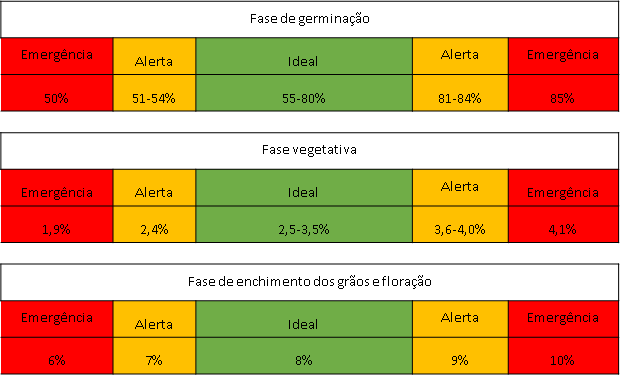 Fase de germinação
Emergência Alerta Ideal Alerta Emergência
50% 51-54% 55-80% 81-84% 85%
Fase vegetativa
Emergência Alerta Ideal Alerta Emergência
1,9% 2,4% 2,5-3,5% 3,6-4,0% 4,1%
Fase de enchimento dos grãos e floração
Emergência Alerta Ideal Alerta Emergência
6% 7% 8% 9% 10%